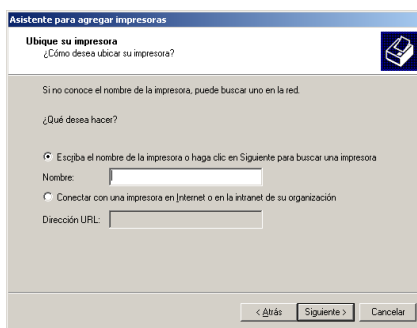 Asistente para agregar impresoras
Ubique su impresora
¿Cómo desea ubicar su impresora?
Si no conoce el nombre de la impresora, puede buscar uno en la red.
¿Qué desea hacer?
Escriba el nombre de la impresora o haga clic en Siguiente para buscar una impresora
Nombre:
Conectar con una impresora en Internet o en la intranet de su organización
Dirección URL:
< Atrás
Siguiente >
Cancelar